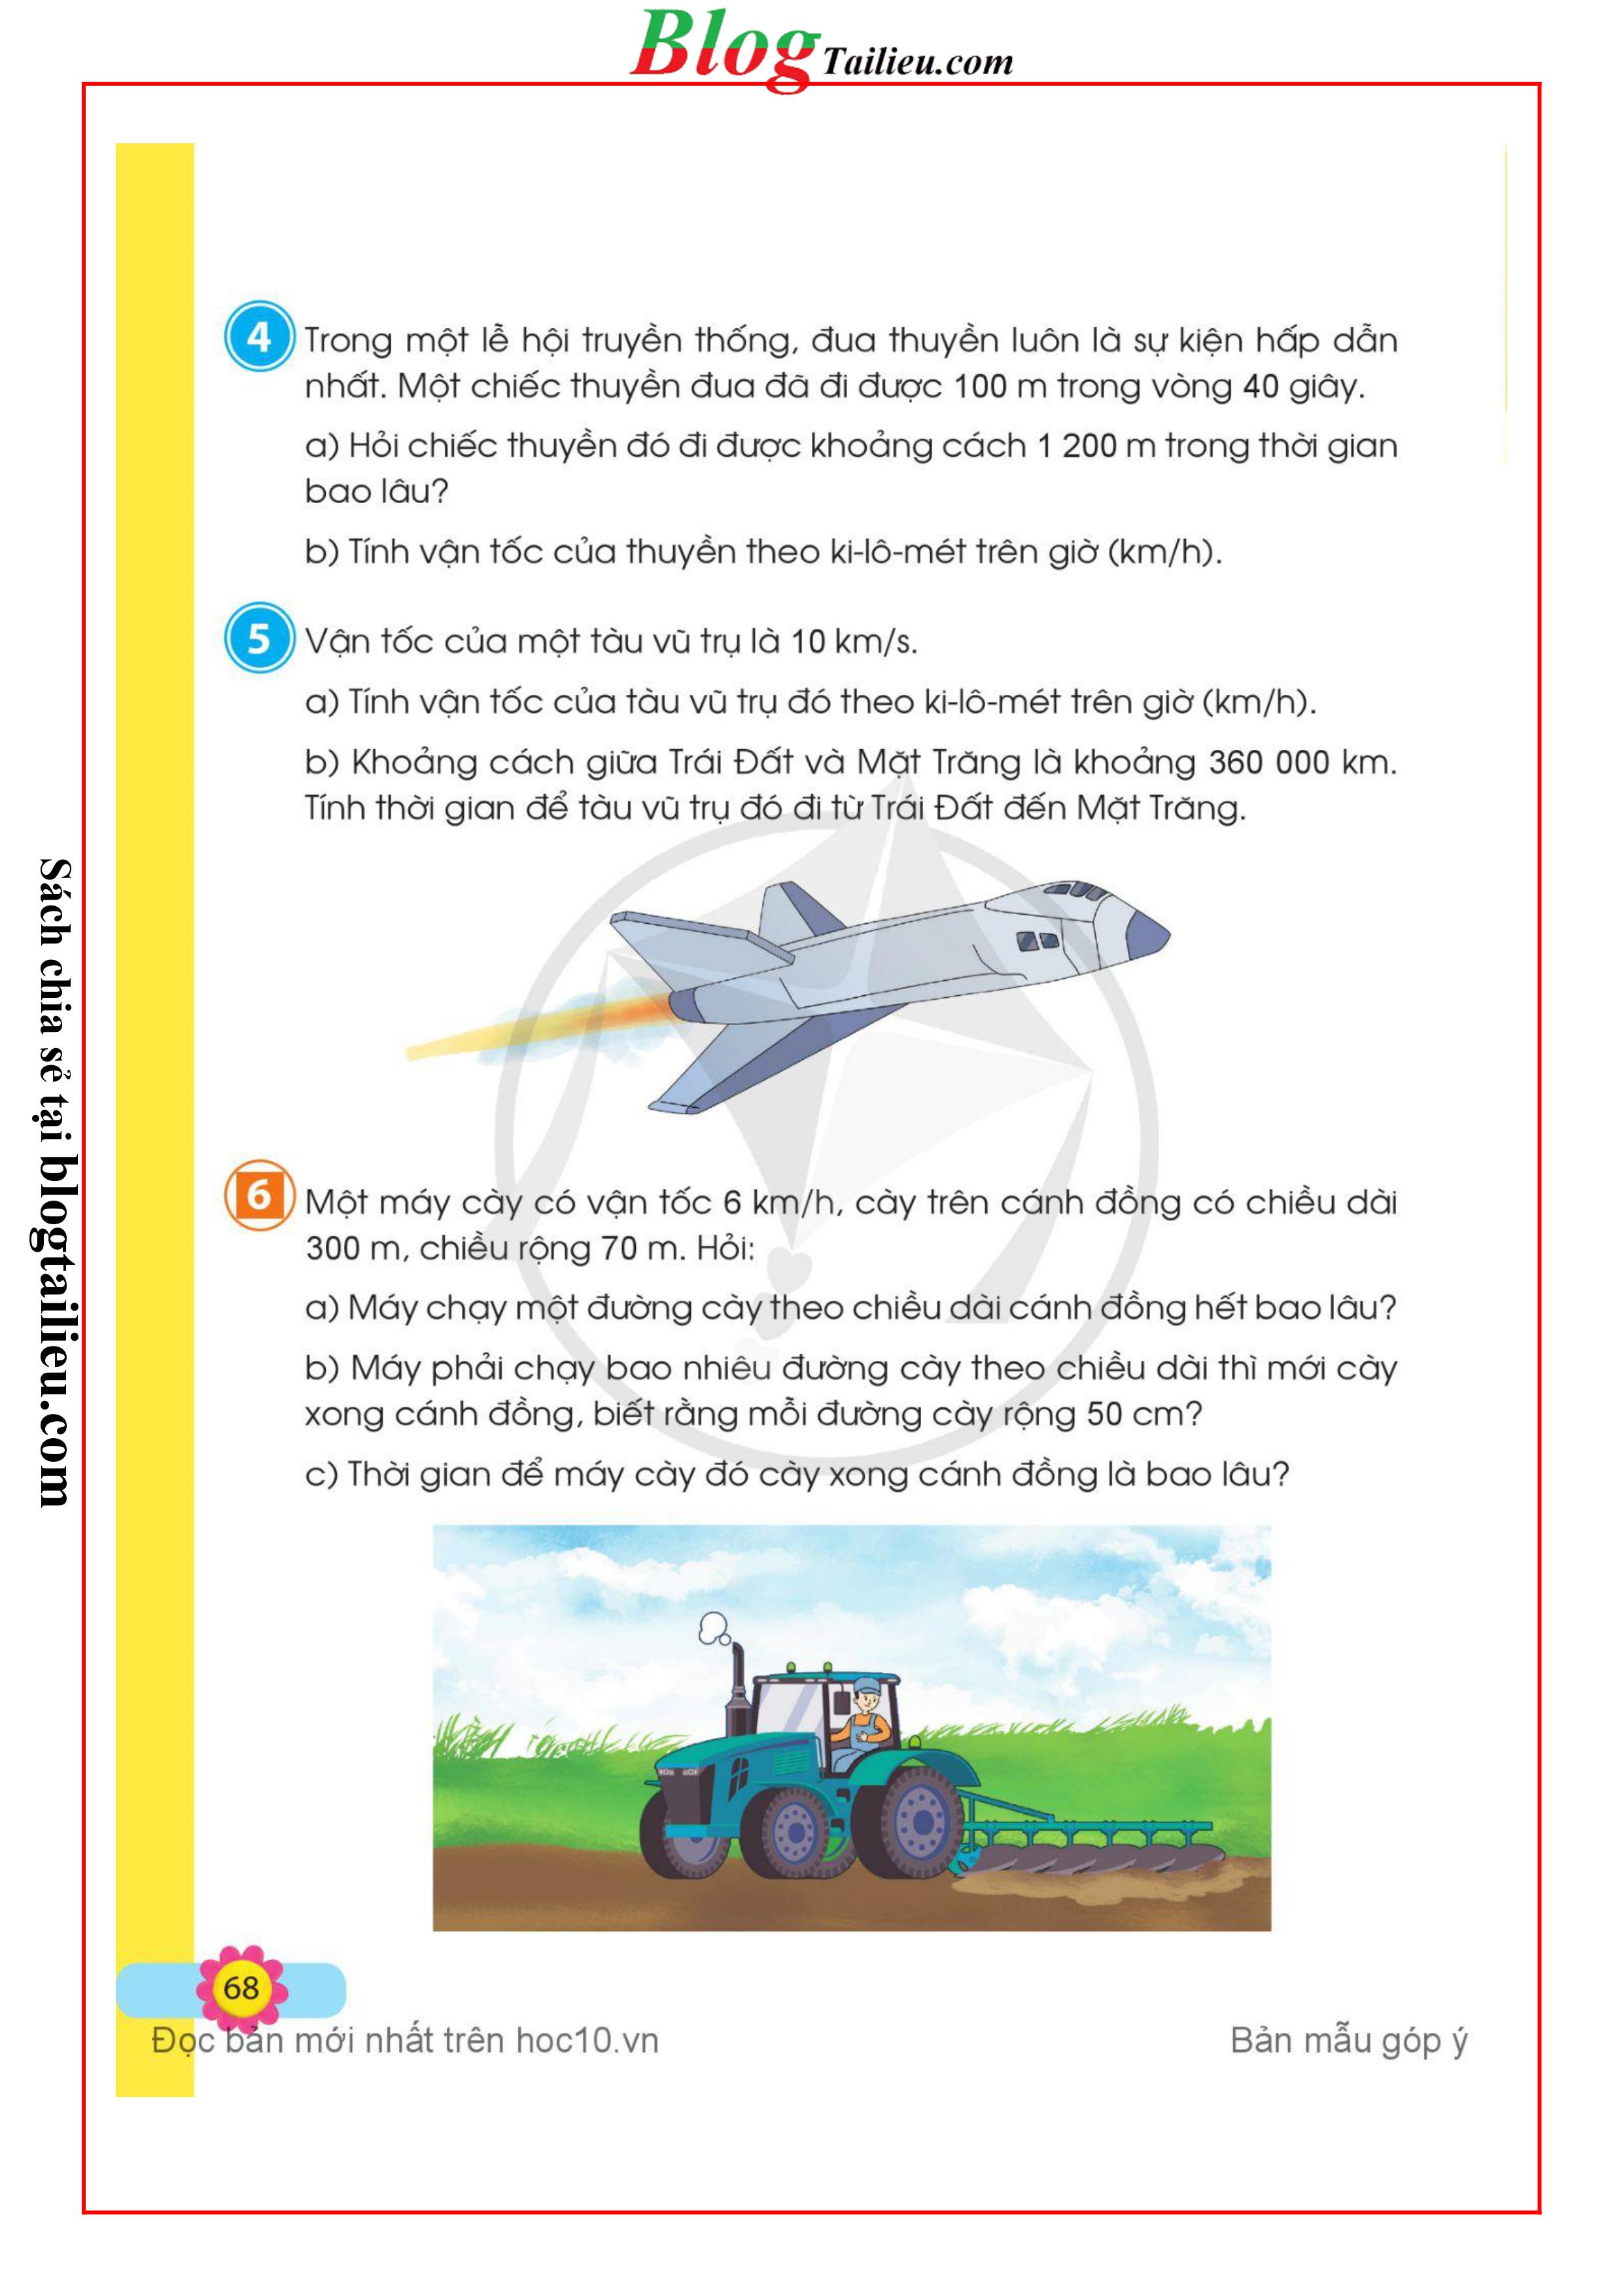 Blog Tailieu.com
4 Trong một lễ hội truyền thống, đua thuyền luôn là sự kiện hấp dẫn
nhất. Một chiếc thuyền đua đã đi được 100 m trong vòng 40 giây.
a) Hỏi chiếc thuyền đó đi được khoảng cách 1 200 m trong thời gian
bao lâu?
b) Tính vận tốc của thuyền theo ki-lô-mét trên giờ (km/h).
5 Vận tốc của một tàu vũ trụ là 10 km/s.
a) Tính vận tốc của tàu vũ trụ đó theo ki-lô-mét trên giờ (km/h).
b) Khoảng cách giữa Trái Đất và Mặt Trăng là khoảng 360 000 km.
Tính thời gian để tàu vũ trụ đó đi từ Trái Đất đến Mặt Trăng.
6 Một máy cày có vận tốc 6 km/h, cày trên cánh đồng có chiều dài
300 m, chiều rộng 70 m. Hỏi:
a) Máy chạy một đường cày theo chiều dài cánh đồng hết bao lâu?
b) Máy phải chạy bao nhiêu đường cày theo chiều dài thì mới cày
xong cánh đồng, biết rằng mỗi đường cày rộng 50 cm?
c) Thời gian để máy cày đó cày xong cánh đồng là bao lâu?
68
Đọc bản mới nhất trên hoc10.vn
Bản mẫu góp ý
Sách chia sẻ tại blogtailieu.com